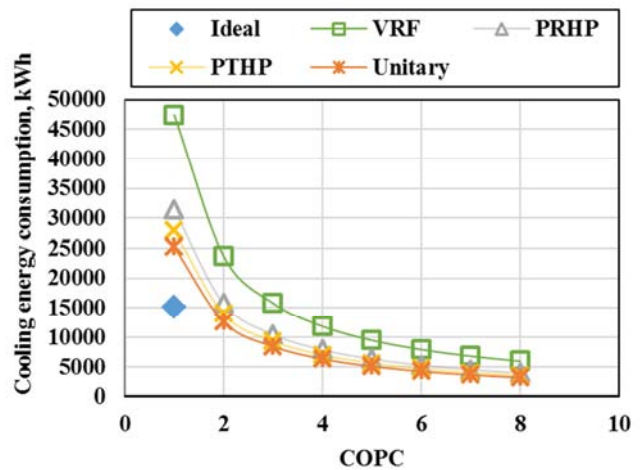 Ideal VRF PRHP
PTHP Unitary
Cooling energy consumption, kWh
50000
45000
40000
35000
30000
25000
20000
15000
10000
5000
0
0 2 4 6 8 10
COPC